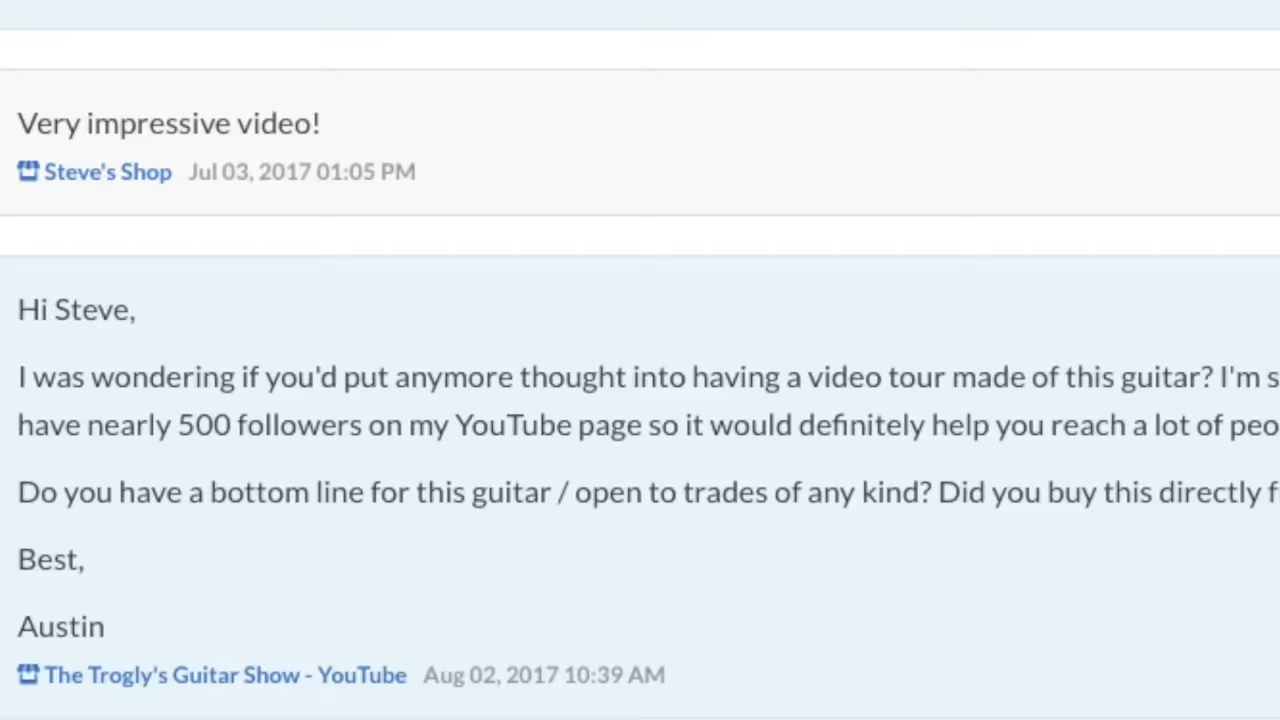 Very impressive video!
Steve's Shop Jul 03, 2017 01:05 PM
Hi Steve,
I was wondering if you'd put anymore thought into having a video tour made of this guitar? I'm
have nearly 500 followers on my YouTube page so it would definitely help you reach a lot of
Do you have a bottom line for this guitar / open to trades of any kind? Did you buy this directly
Best,
Austin
The Trogly's Guitar Show - YouTube Aug 02, 2017 10:39 AM